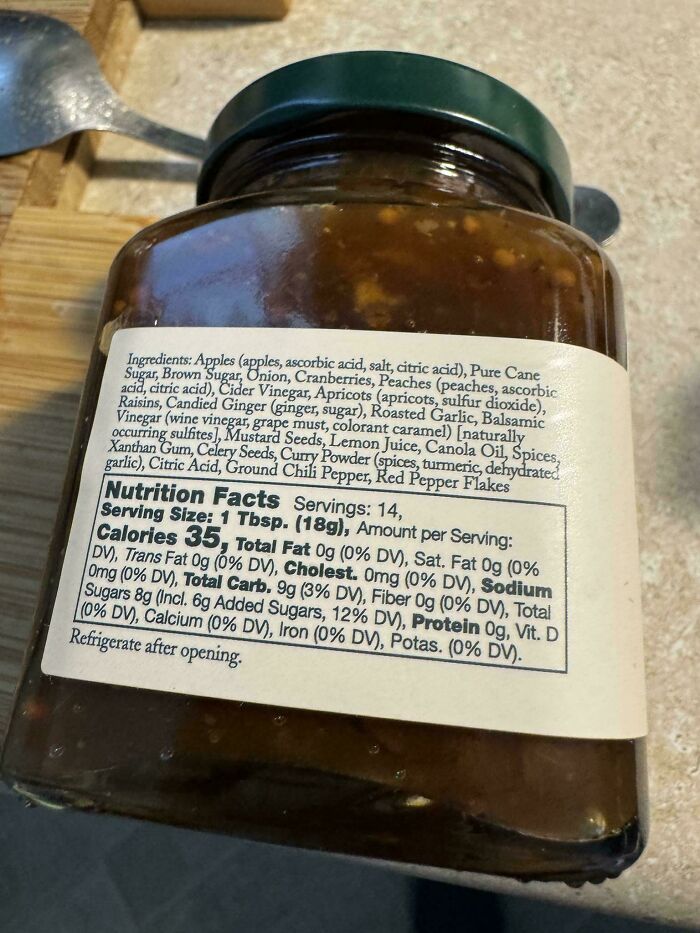 Ingredients: Apples (apples, ascorbic acid, salt, citric acid), Pure Cane
Sugar, Brown Sugar, Onion, Cranberries, Peaches (peaches, ascorbic
acid, citric acid), Cider Vinegar, Apricots (apricots, sulfur dioxide),
Raisins, Candied Ginger (ginger, sugar), Roasted Garlic, Balsamic
Vinegar (wine vinegar, grape must, colorant caramel) [naturally
occurring sulfites], Mustard Seeds, Lemon Juice, Canola Oil, Spices,
Xanthan Gum, Celery Seeds, Curry Powder (spices, turmeric, dehydrated
garlic), Citric Acid, Ground Chili Pepper, Red Pepper Flakes
Nutrition Facts Servings: 14,
Serving Size: 1 Tbsp. (18g), Amount per Serving:
Calories 35, Total Fat 0g (0% DV), Sat. Fat 0g (0%
DV), Trans Fat 0g (0% DV), Cholest. 0mg (0% DV), Sodium
0mg (0% DV), Total Carb. 9g (3% DV), Fiber 0g (0% DV), Total
Sugars 8g (Incl. 6g Added Sugars, 12% DV), Protein 0g, Vit. D
(0% DV), Calcium (0% DV), Iron (0% DV), Potas. (0% DV).
Refrigerate after opening.